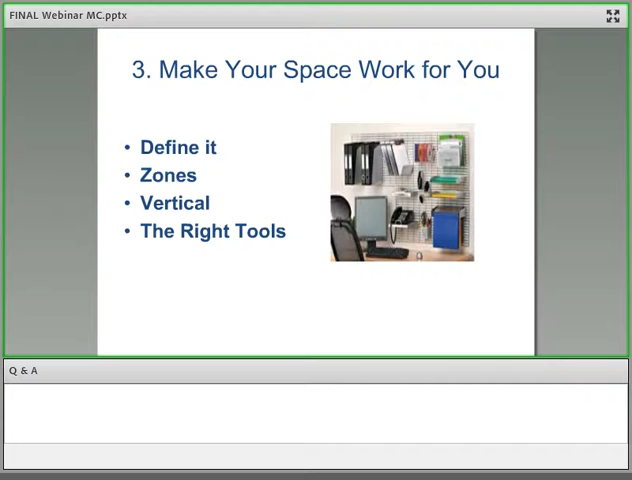 FINAL Webinar MC.pptx
3. Make Your Space Work for You
• Define it
• Zones
• Vertical
• The Right Tools
Q & A